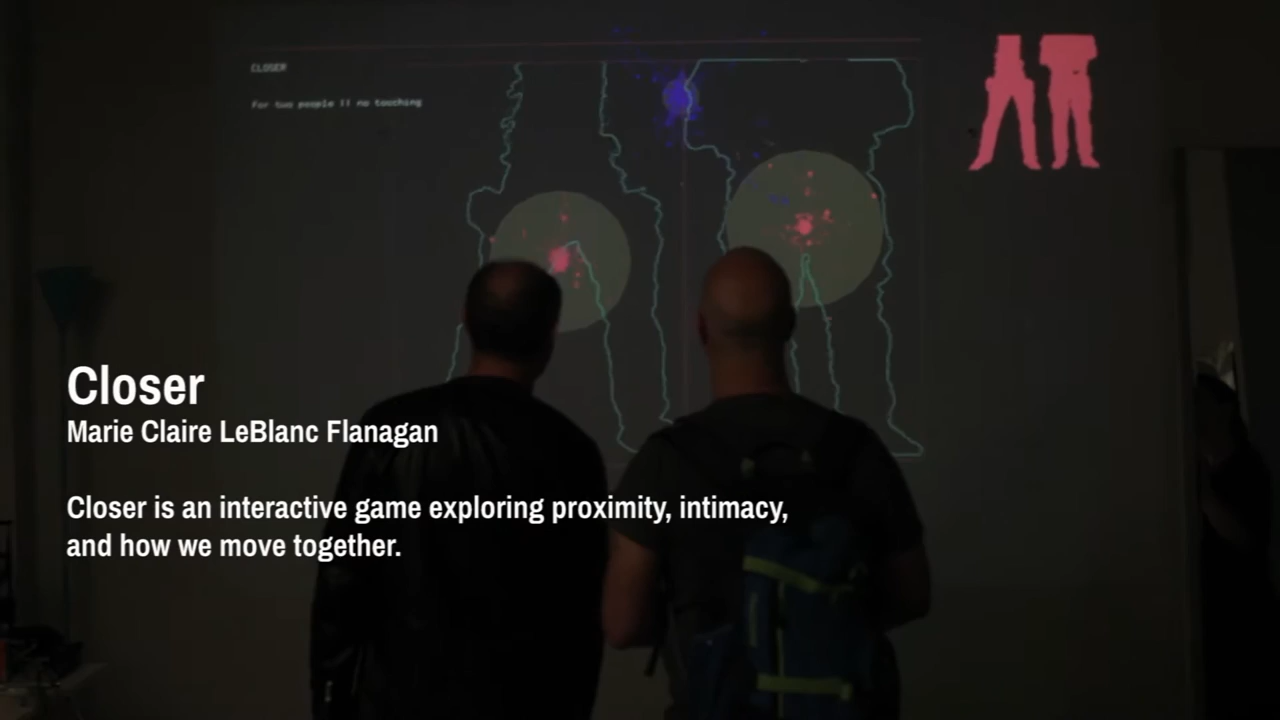 CLOSER
For two people || no touching
Closer
Marie Claire LeBlanc Flanagan
Closer is an interactive game exploring proximity, intimacy,
and how we move together.